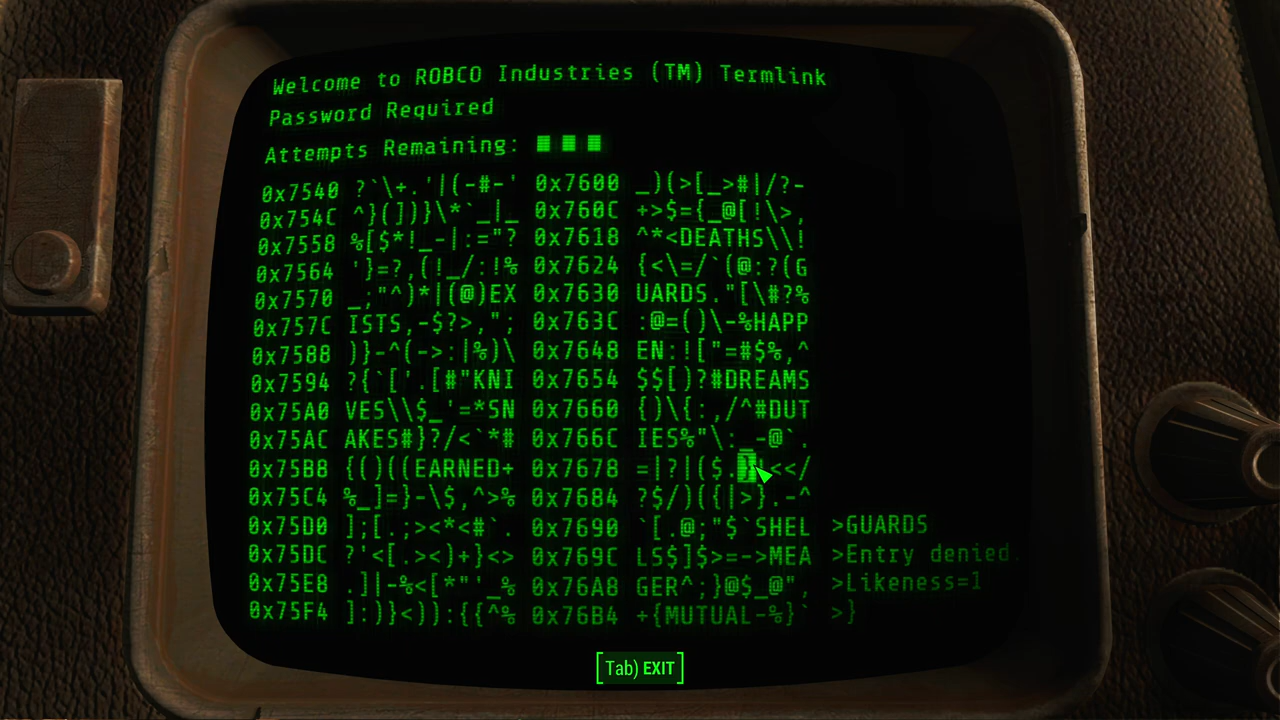 Welcome to ROBCO Industries (TM) Termlink
Password Required
Attempts Remaining: ■ ■ ■
0x7540 ?`\+.'|(-#-' 0x7600 _)(>[_>#|/?-
0x754C ^}(])}\*`_|_ 0x760C +>$={_@[!\>,
0x7558 %[$*!_-|:="? 0x7618 ^*<DEATHS\\!
0x7564 '}=?,{!_/:!% 0x7624 {<\=/`(@:?(G
0x7570 _;"^)*|(@)EX 0x7630 UARDS."[\#?%
0x757C ISTS,-$?>,"; 0x763C :@=()\-%HAPP
0x7588 )}-^(->:|%)\ 0x7648 EN:!["=#$%,^
0x7594 ?{`['.[#"KNI 0x7654 $$[)?#DREAMS
0x75A0 VES\\$_'=*SN 0x7660 {)\{:,/^#DUT
0x75AC AKES#}?/<`*# 0x766C IES%"\:_-@`.
0x75B8 {()((EARNED+ 0x7678 =|?|($.}<</
0x75C4 %_]=}-\$,^>% 0x7684 ?$/)({|>}.-^
0x75D0 ];[.;><*<#`. 0x7690 `[.@;"$`SHEL
0x75DC ?'<[.><)+}<> 0x769C LS$]$>=->MEA
0x75E8 .]|-%<[*"'_% 0x76A8 GER^;}@$_@",
0x75F4 ]:)}<)):{{^% 0x76B4 +{MUTUAL-%}`
>GUARDS
>Entry denied.
>Likeness=1
>}
[Tab) EXIT]